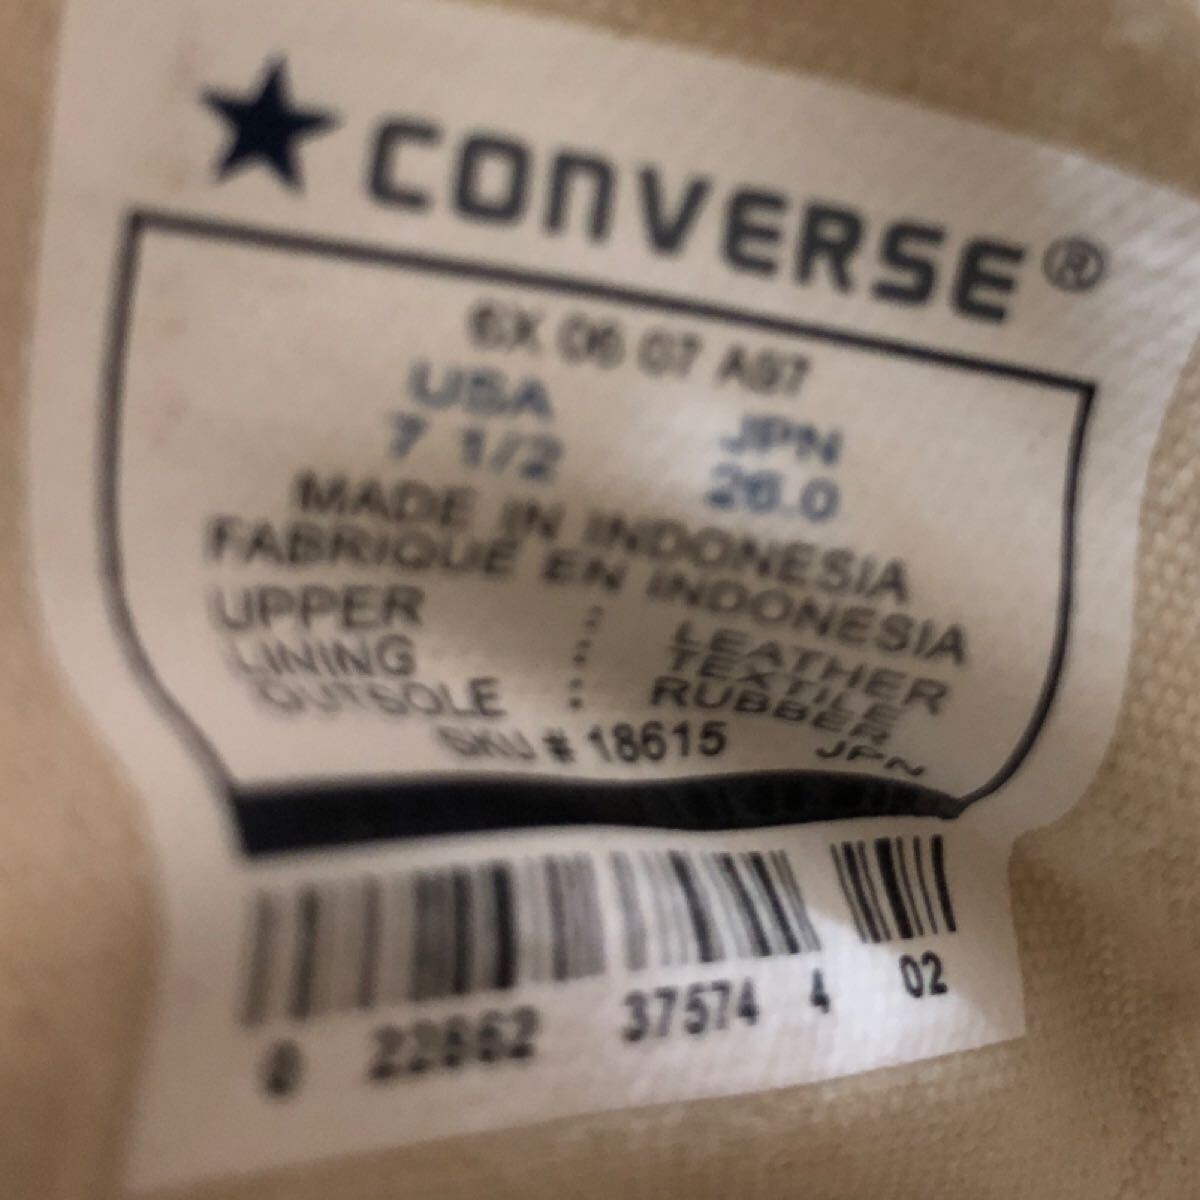 ★ CONVERSE®
6X 06 07 A97
USA JPN
7 1/2 26.0
MADE IN INDONESIA
FABRIQUE EN INDONESIA
UPPER : LEATHER
LINING : TEXTILE
OUTSOLE : RUBBER
SKU # 18615 JPN
0 22862 37574 4 02